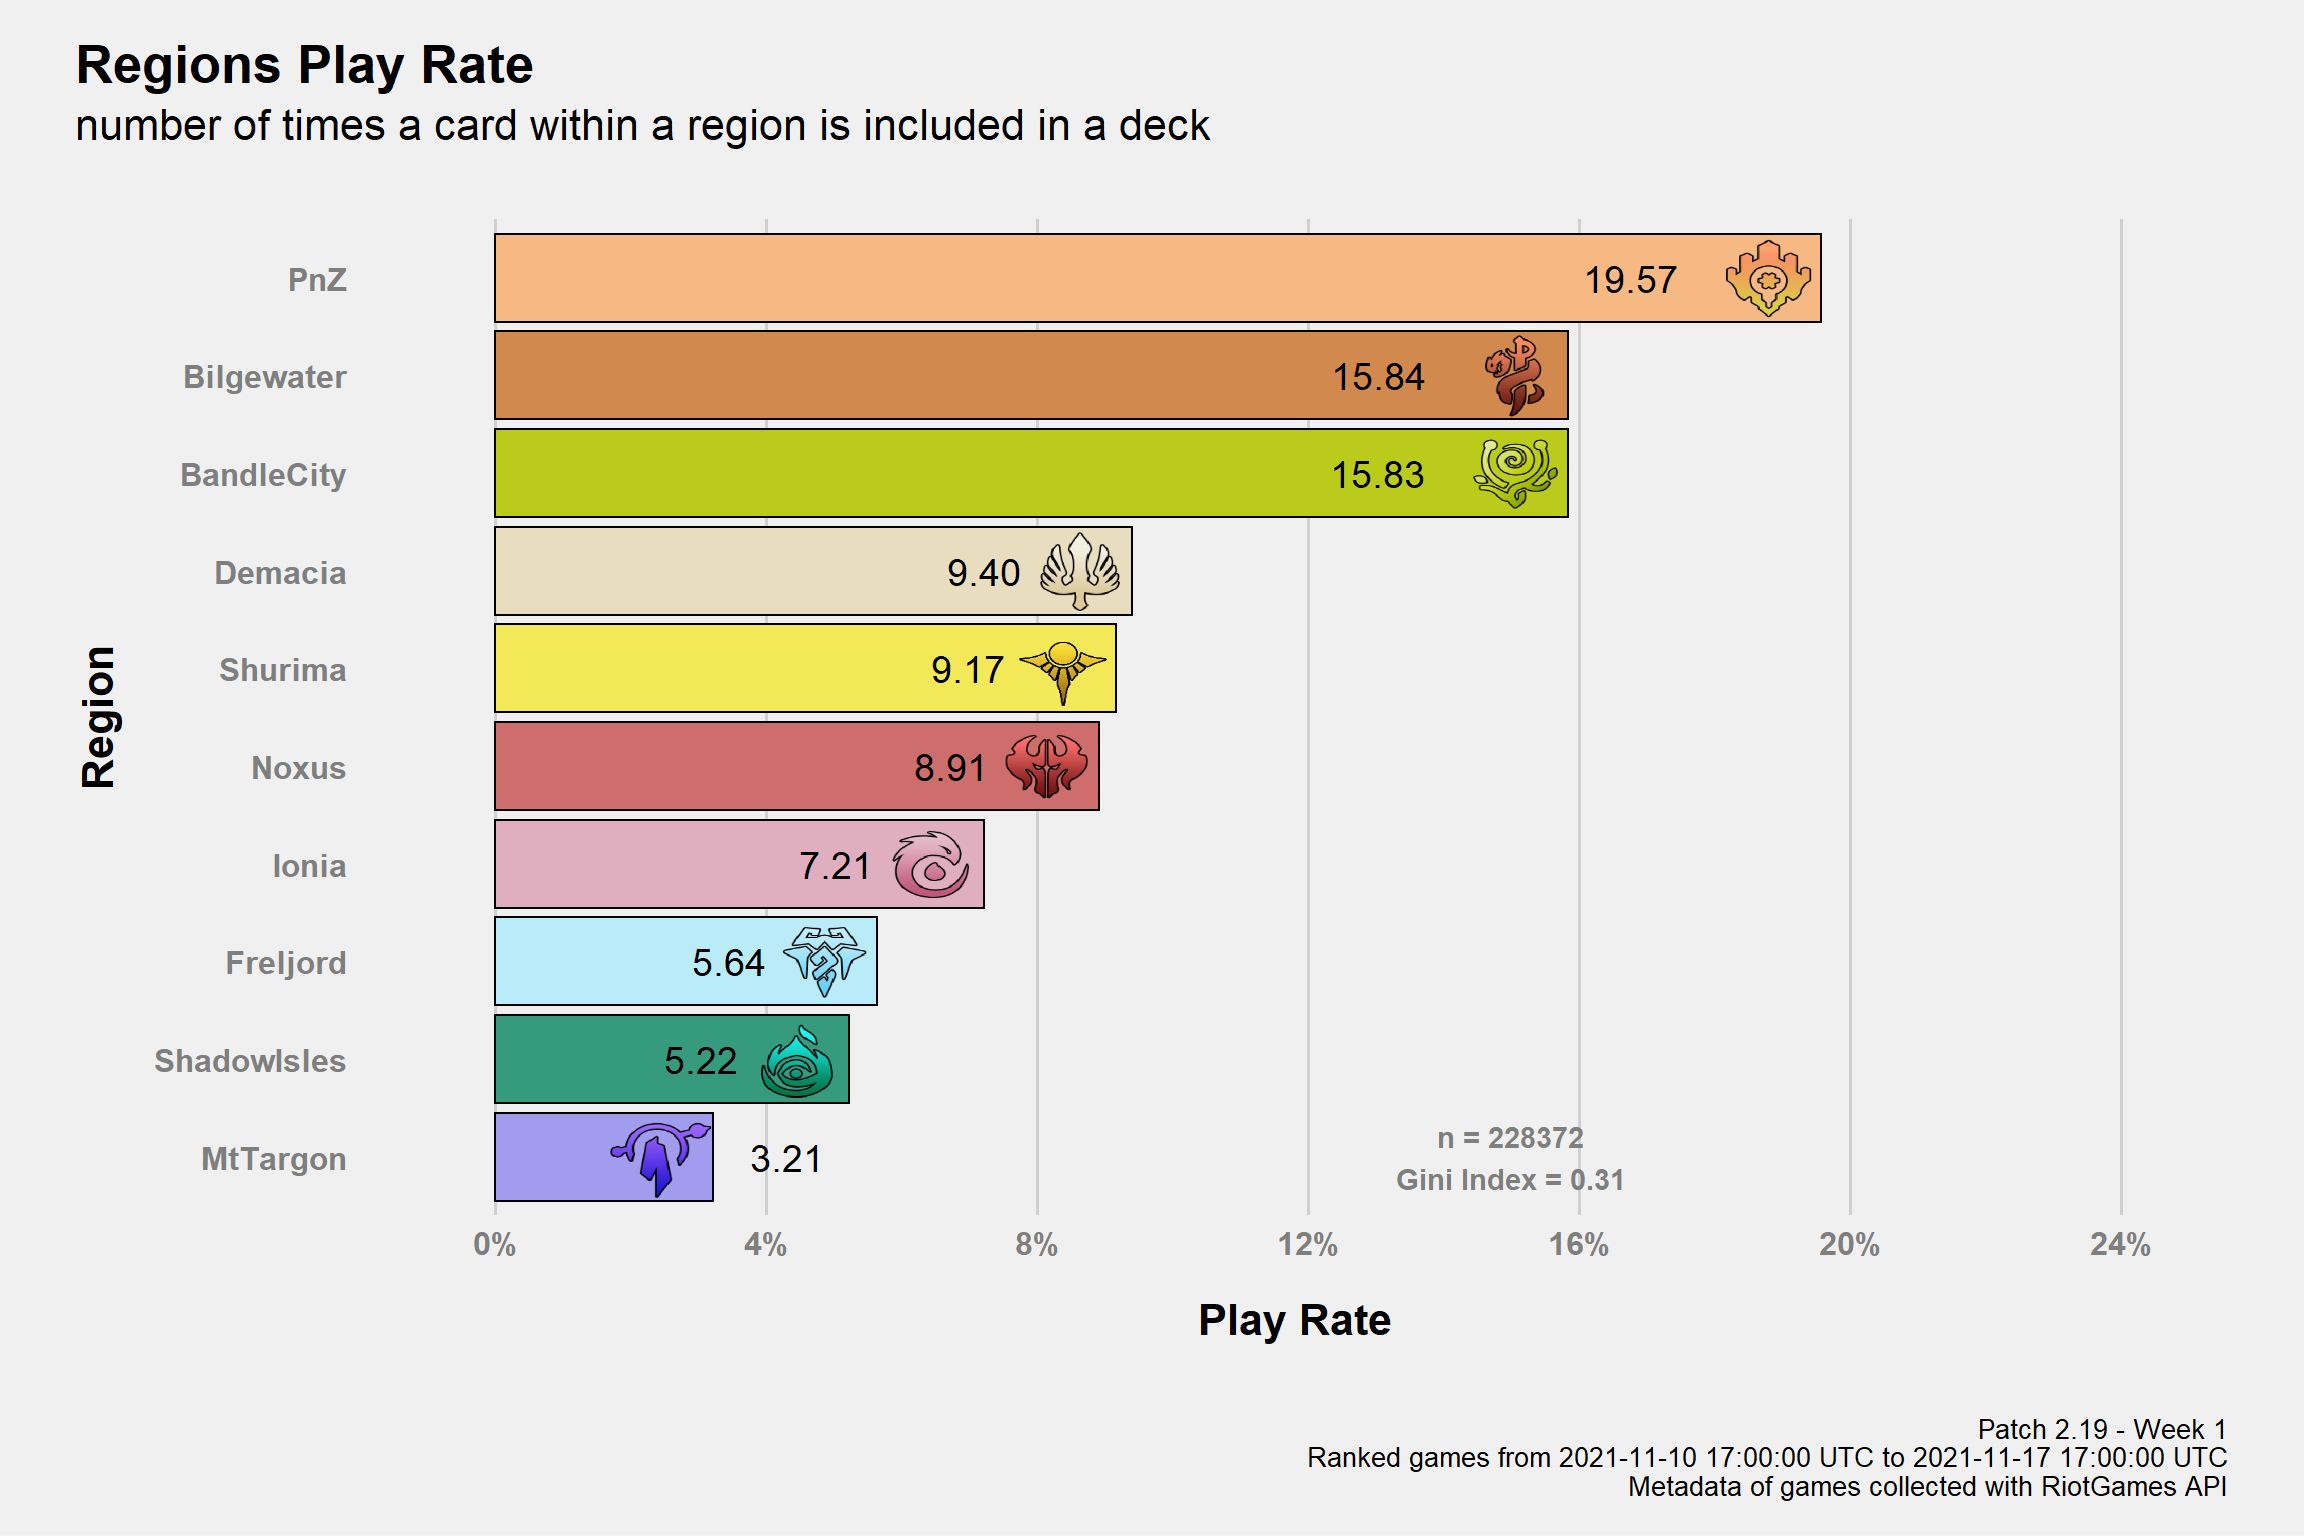 Regions Play Rate
number of times a card within a region is included in a deck
Region
PnZ 19.57
Bilgewater 15.84
BandleCity 15.83
Demacia 9.40
Shurima 9.17
Noxus 8.91
Ionia 7.21
Freljord 5.64
ShadowIsles 5.22
MtTargon 3.21
n = 228372
Gini Index = 0.31
0% 4% 8% 12% 16% 20% 24%
Play Rate
Patch 2.19 - Week 1
Ranked games from 2021-11-10 17:00:00 UTC to 2021-11-17 17:00:00 UTC
Metadata of games collected with RiotGames API